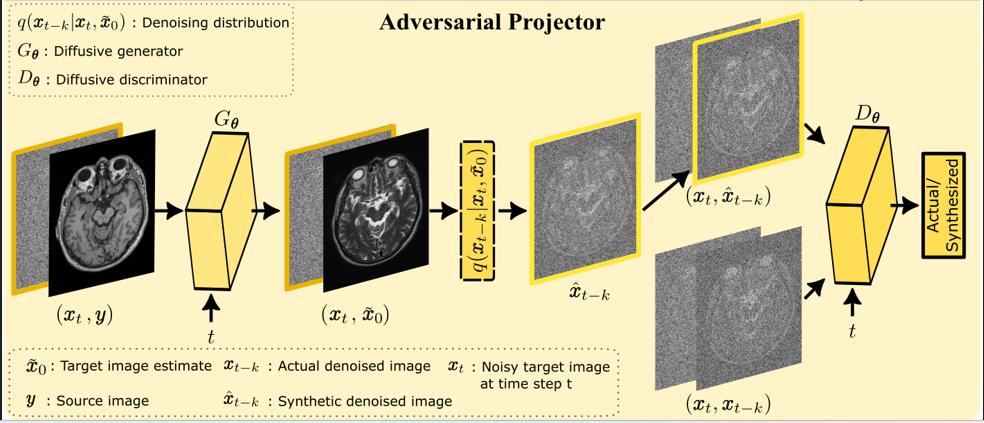 Adversarial Projector
q(x_{t−k}|x_t, x̃_0) : Denoising distribution
G_θ : Diffusive generator
D_θ : Diffusive discriminator
G_θ
D_θ
(x_t , y)
t
(x_t , x̃_0)
q(x_{t−k}|x_t, x̃_0)
x̂_{t−k}
(x_t, x̂_{t−k})
(x_t, x_{t−k})
t
Actual/
Synthesized
x̃_0 : Target image estimate
x_{t−k} : Actual denoised image
x_t : Noisy target image
at time step t
y : Source image
x̂_{t−k} : Synthetic denoised image